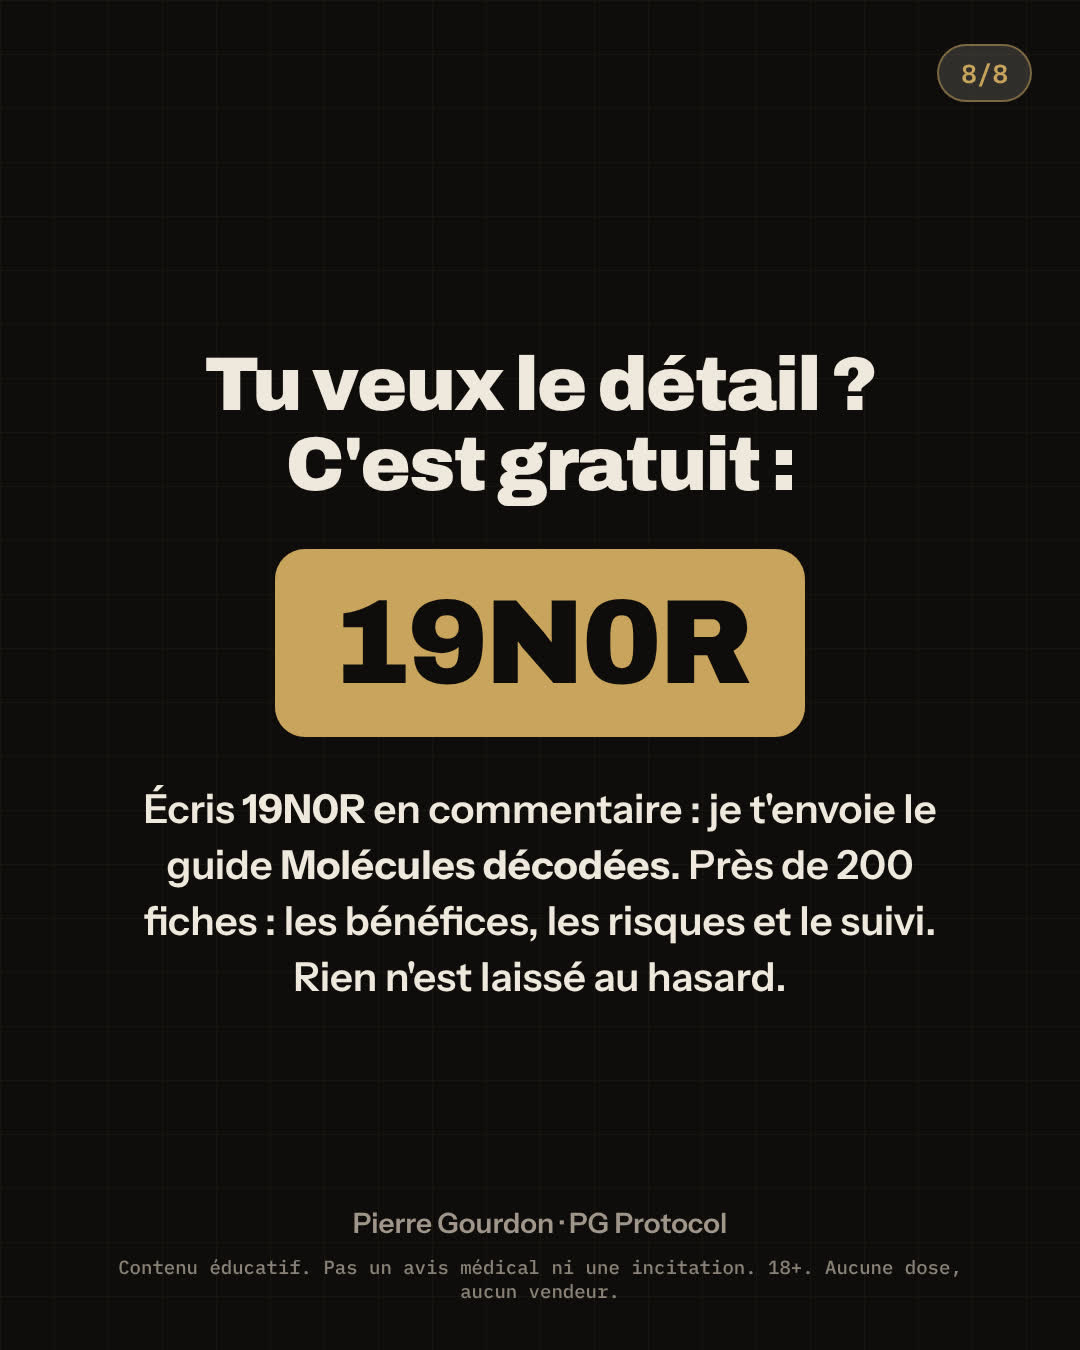 8/8
Tu veux le détail ?
C'est gratuit :
19N0R
Écris 19N0R en commentaire : je t'envoie le
guide Molécules décodées. Près de 200
fiches : les bénéfices, les risques et le suivi.
Rien n'est laissé au hasard.
Pierre Gourdon · PG Protocol
Contenu éducatif. Pas un avis médical ni une incitation. 18+. Aucune dose,
aucun vendeur.